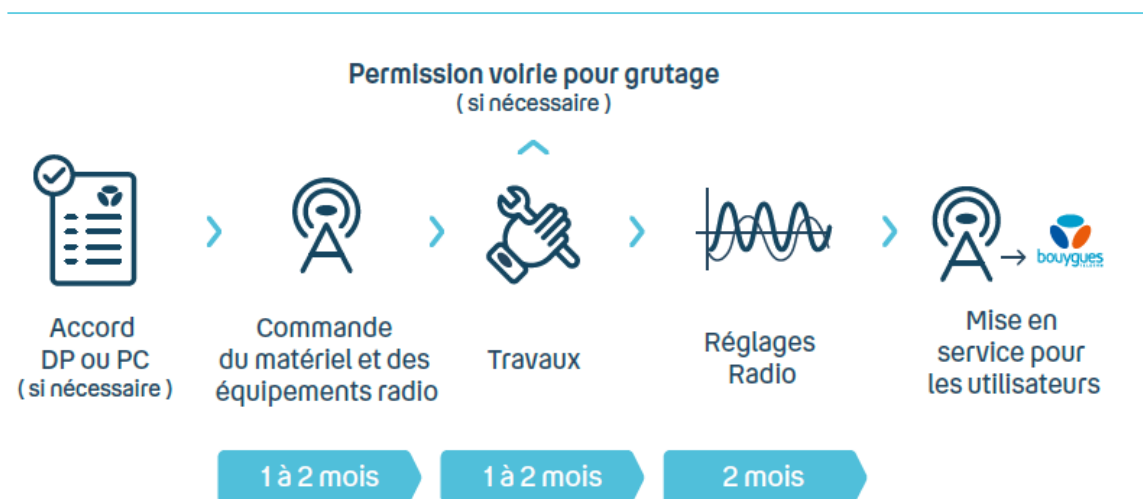 Permission voirie pour grutage
( si nécessaire )
Accord
DP ou PC
( si nécessaire )
Commande
du matériel et des
équipements radio
Travaux
Réglages
Radio
bouygues
Mise en
service pour
les utilisateurs
1 à 2 mois
1 à 2 mois
2 mois